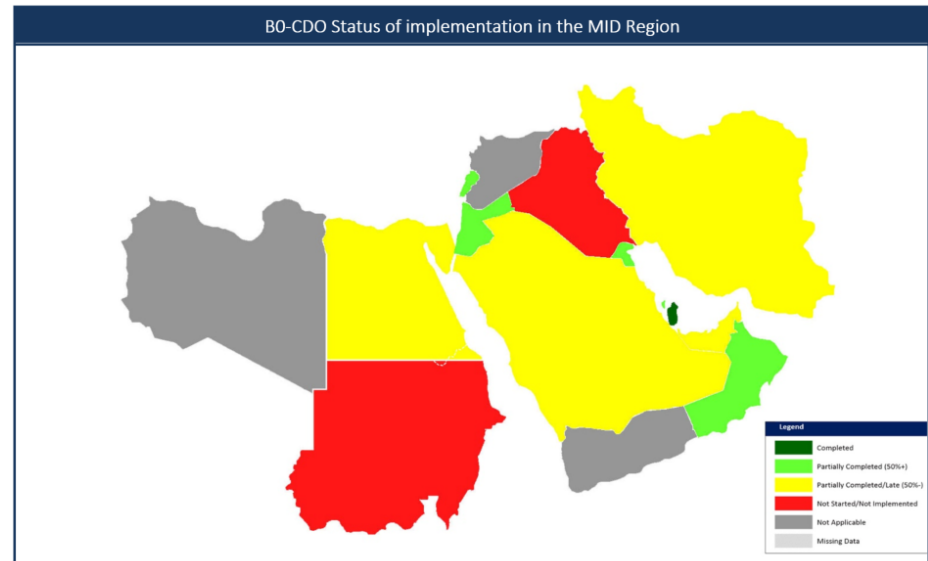 B0-CDO Status of implementation in the MID Region
Legend
Completed
Partially Completed (50%+)
Partially Completed/Late (50%-)
Not Started/Not Implemented
Not Applicable
Missing Data